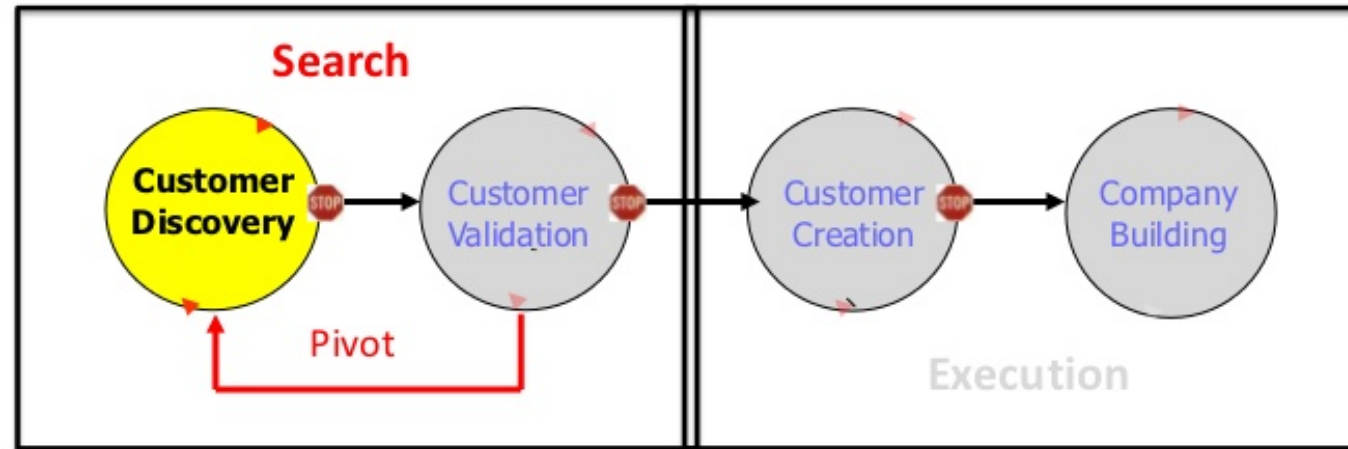 Search
Customer
Discovery
STOP
Customer
Validation
STOP
Pivot
Customer
Creation
STOP
Company
Building
Execution